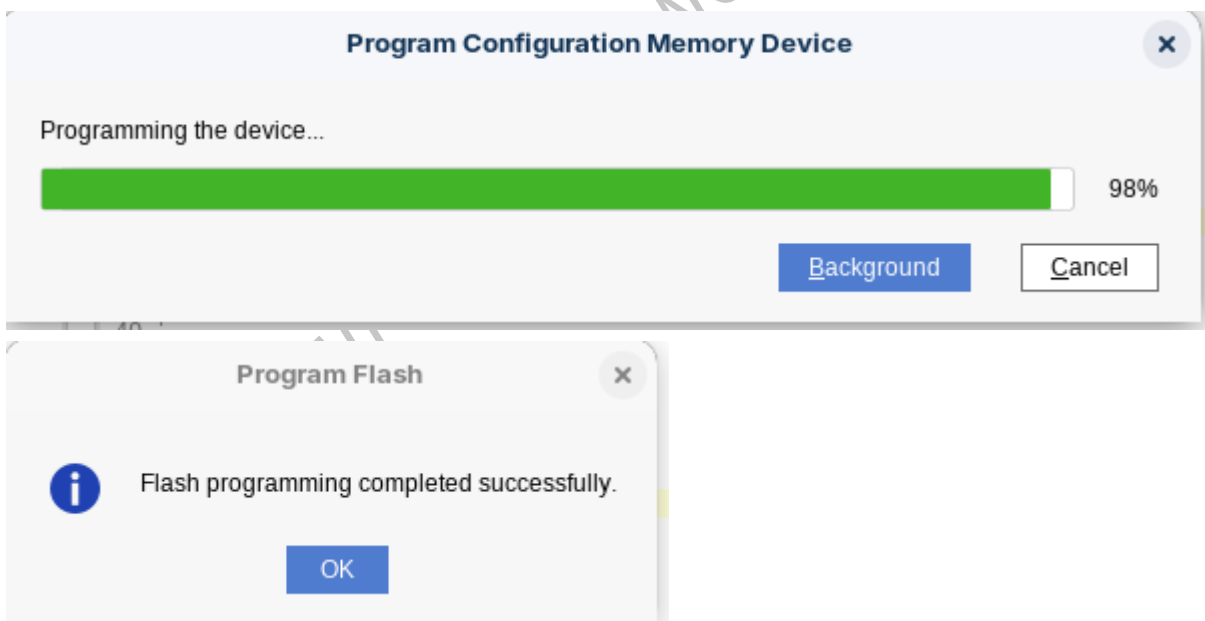 Program Configuration Memory Device
Programming the device...
98%
Background
Cancel
Program Flash
Flash programming completed successfully.
OK